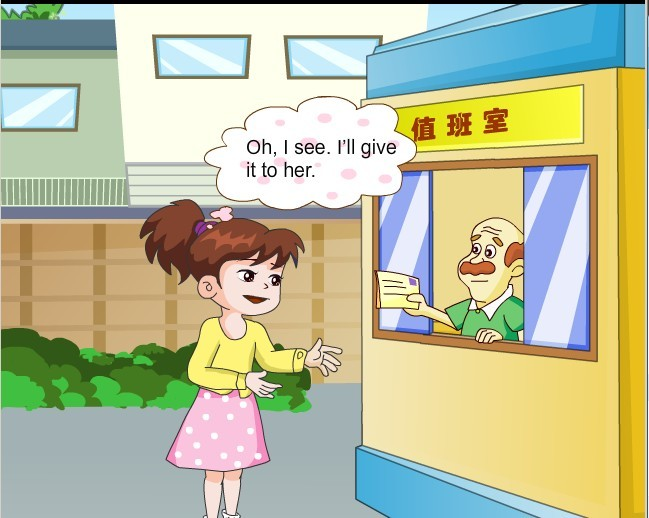 值班室
Oh, I see. I'll give
it to her.